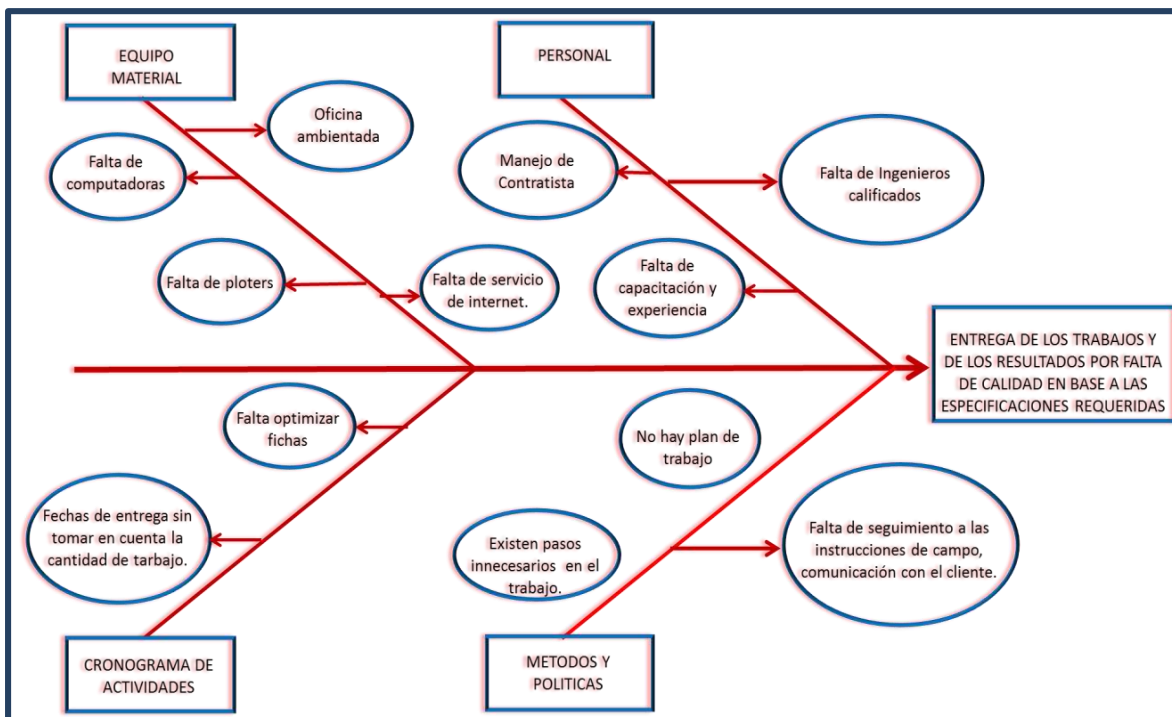 EQUIPO
MATERIAL
PERSONAL
Oficina
ambientada
Falta de
computadoras
Manejo de
Contratista
Falta de Ingenieros
calificados
Falta de ploters
Falta de servicio
de internet.
Falta de
capacitación y
experiencia
ENTREGA DE LOS TRABAJOS Y
DE LOS RESULTADOS POR FALTA
DE CALIDAD EN BASE A LAS
ESPECIFICACIONES REQUERIDAS
Falta optimizar
fichas
No hay plan de
trabajo
Fechas de entrega sin
tomar en cuenta la
cantidad de tarbajo.
Existen pasos
innecesarios en el
trabajo.
Falta de seguimiento a las
instrucciones de campo,
comunicación con el cliente.
CRONOGRAMA DE
ACTIVIDADES
METODOS Y
POLITICAS